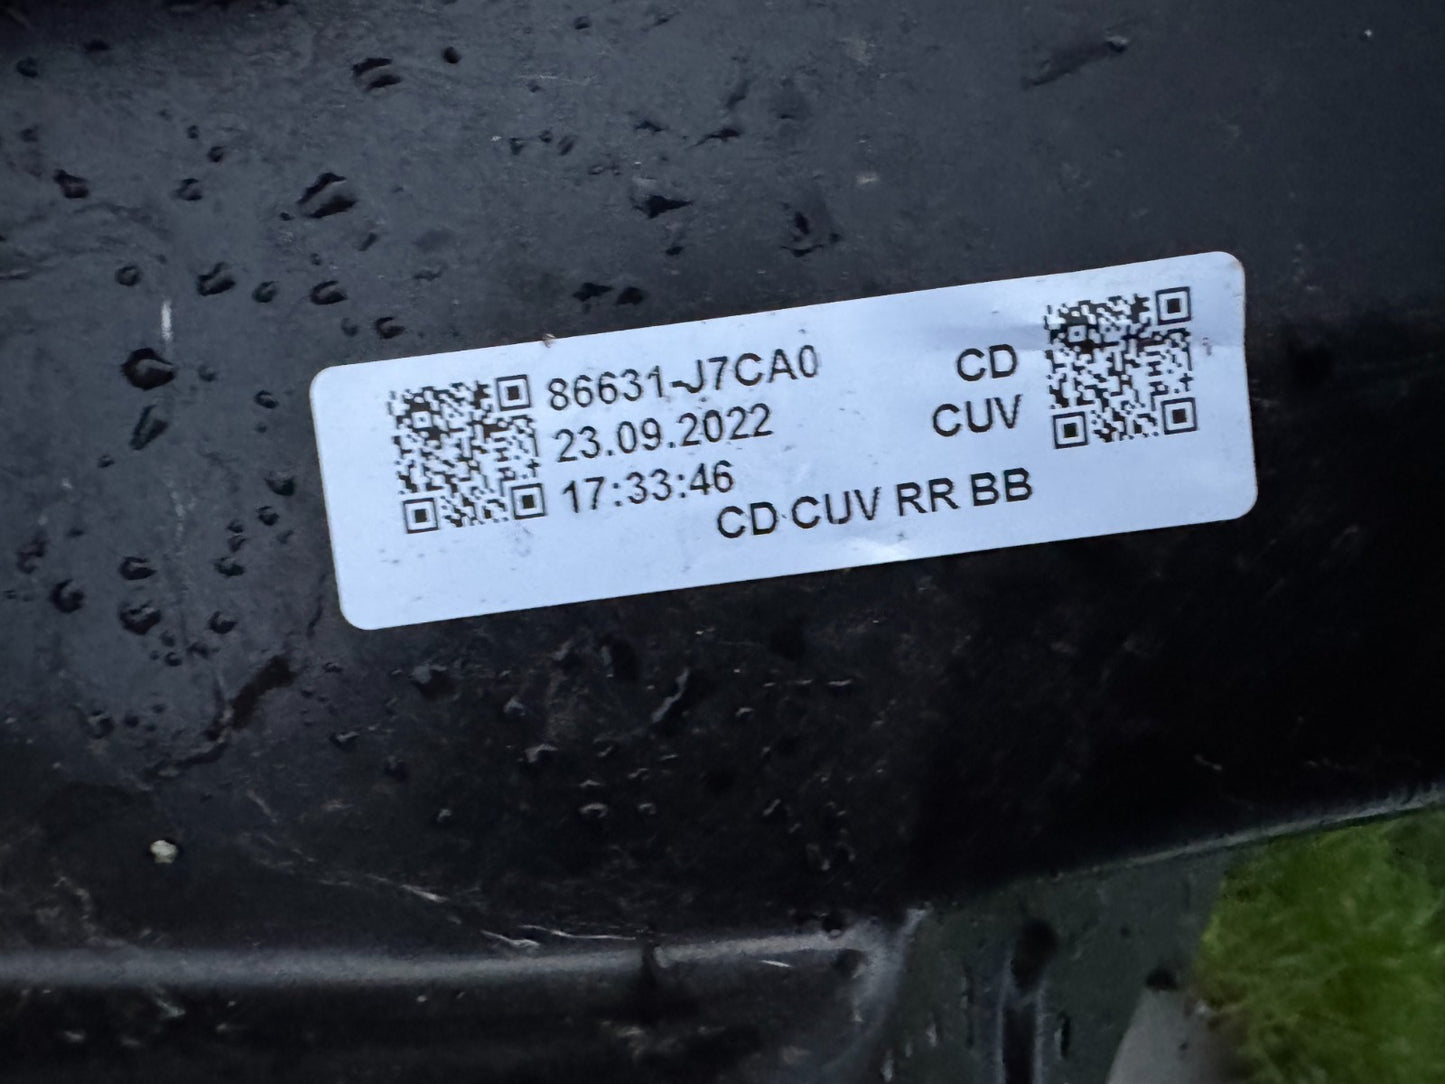 86631-J7CA0
23.09.2022
17:33:46
CD
CUV
CD CUV RR BB